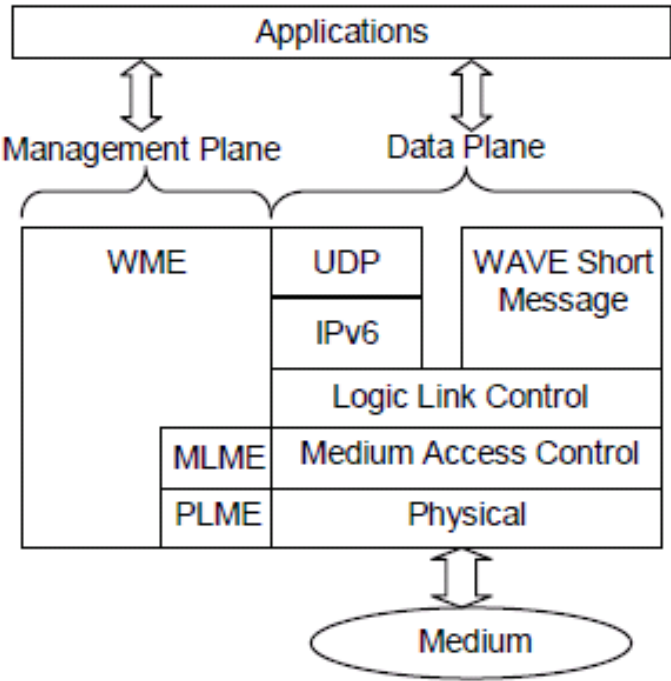 Applications
Management Plane
Data Plane
WME
UDP
WAVE Short
Message
IPv6
Logic Link Control
MLME
Medium Access Control
PLME
Physical
Medium